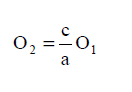 O₂ = c/a O₁